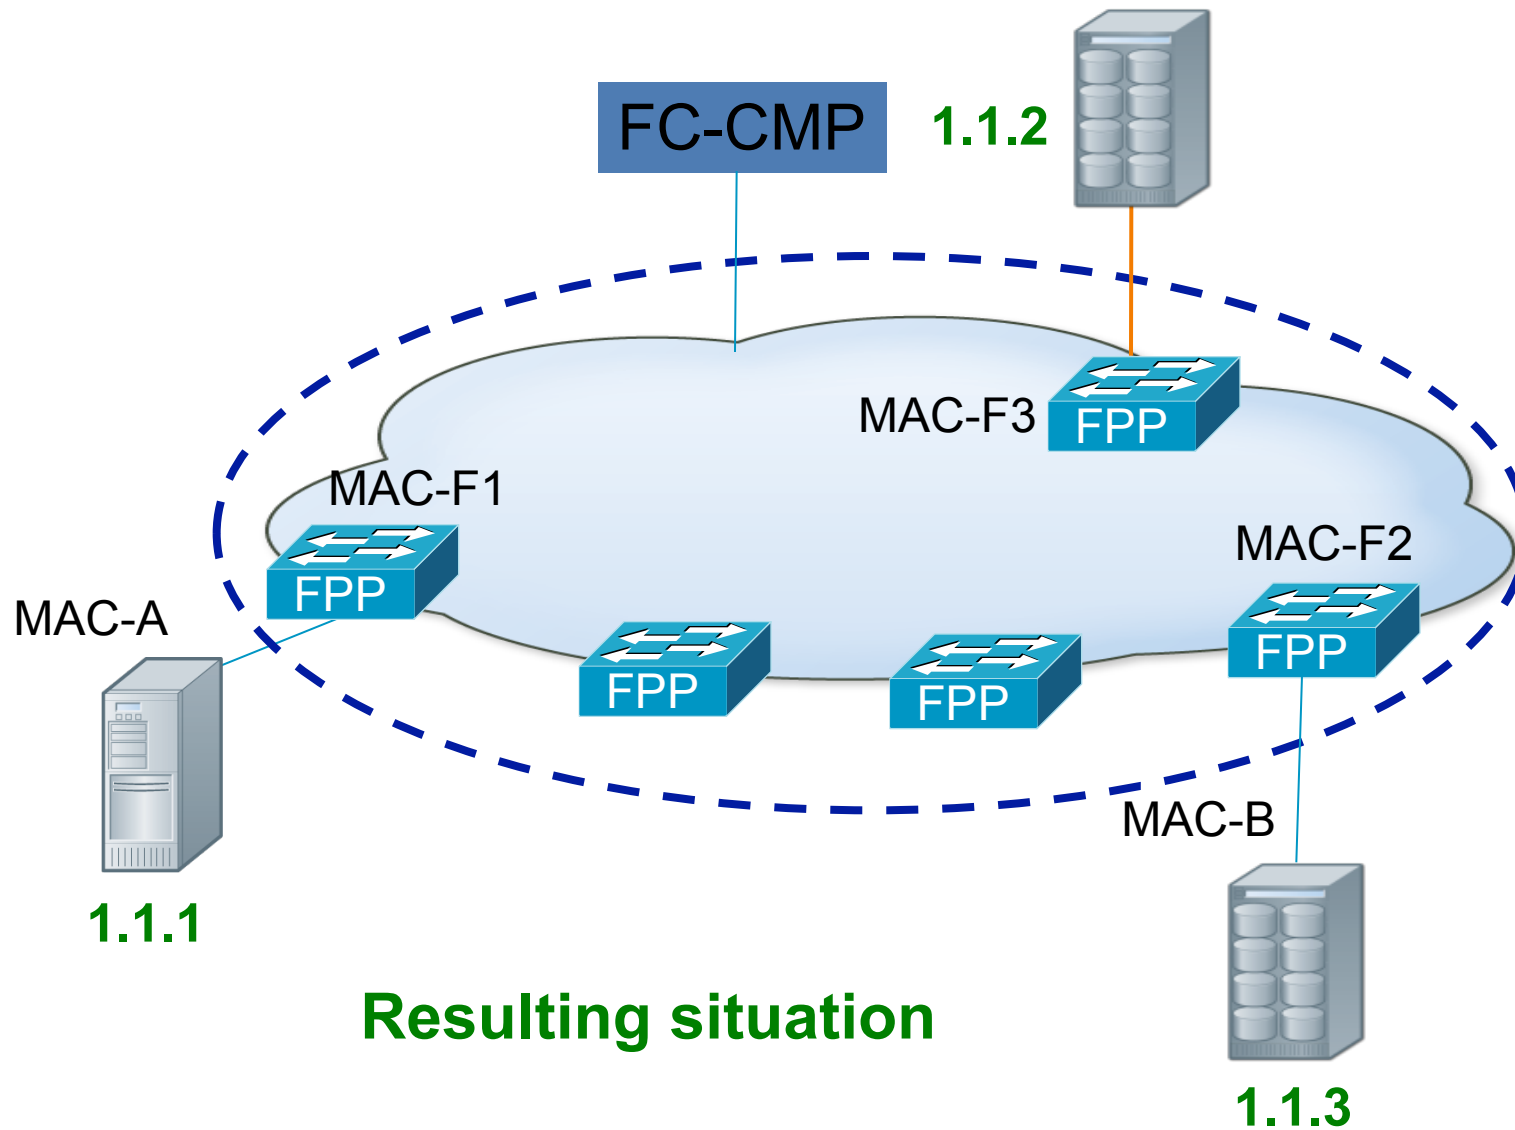 FC-CMP
1.1.2
MAC-F3
FPP
MAC-F1
FPP
MAC-F2
FPP
MAC-A
FPP
FPP
MAC-B
1.1.1
Resulting situation
1.1.3